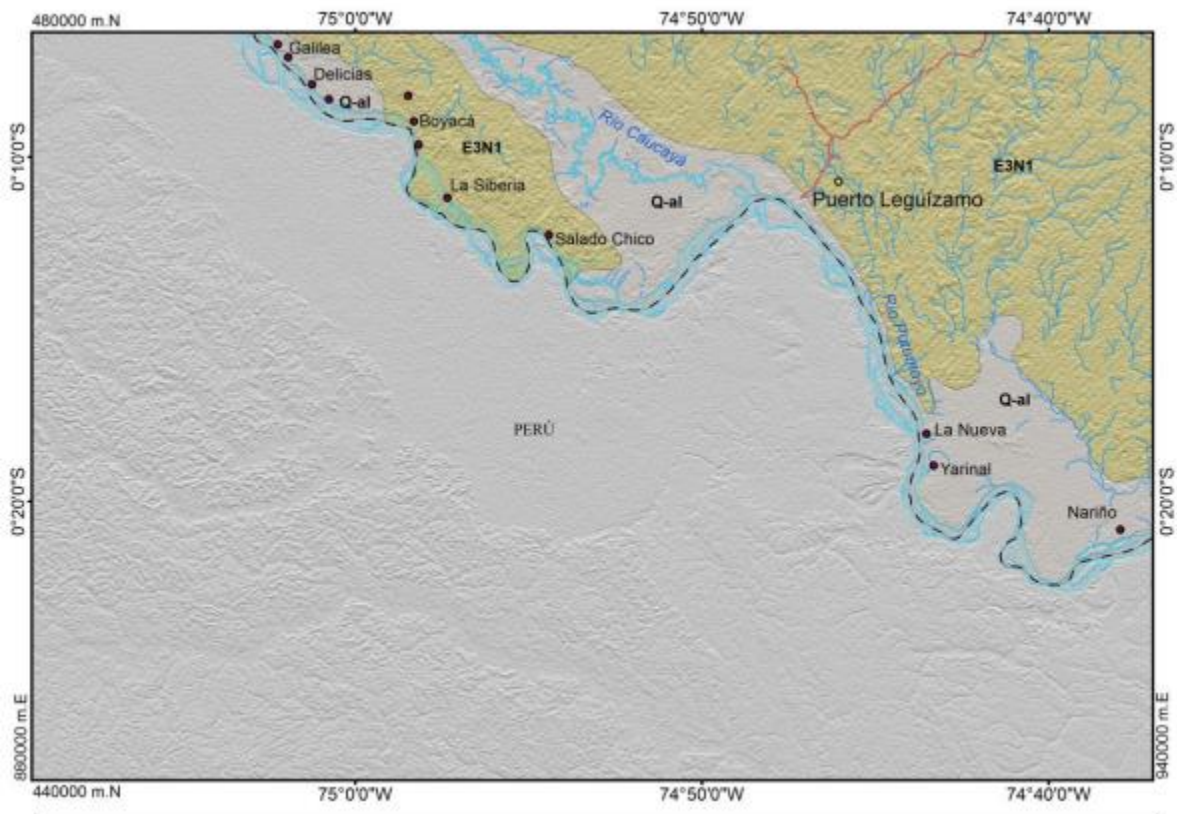 480000 m.N
75°0'0"W
74°50'0"W
74°40'0"W
Galilea
Delicias
Q-al
Boyacá
E3N1
La Siberia
Salado Chico
Río Caucayá
Q-al
Puerto Leguízamo
E3N1
0°10'0"S
0°10'0"S
Río Putumayo
Q-al
PERÚ
La Nueva
Yarinal
Nariño
0°20'0"S
0°20'0"S
880000 m.E
940000 m.E
440000 m.N
75°0'0"W
74°50'0"W
74°40'0"W